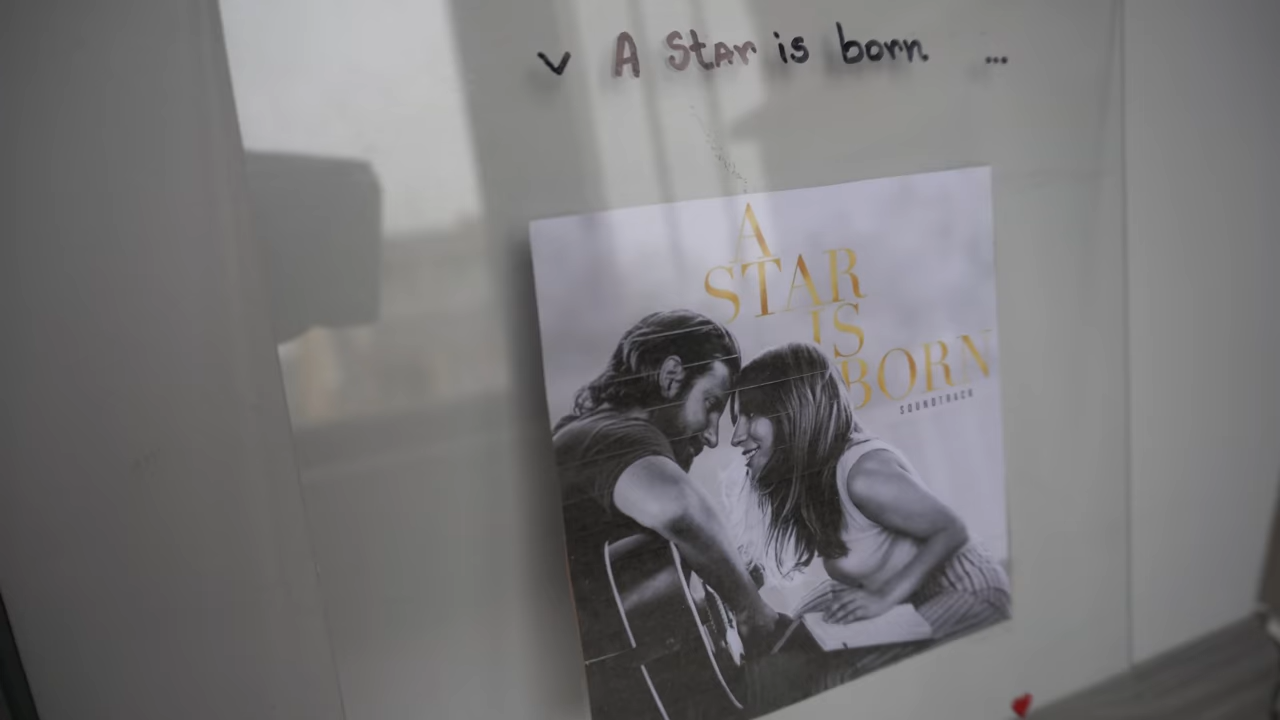 ✓ A Star is born ...
A
STAR
IS
BORN
SOUNDTRACK